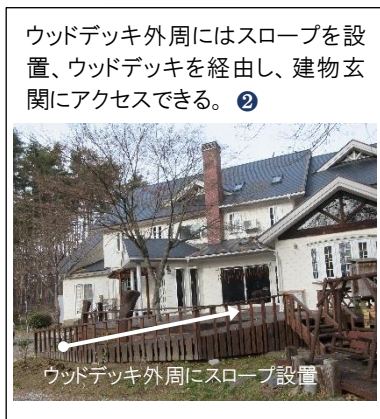 ウッドデッキ外周にはスロープを設
置、ウッドデッキを経由し、建物玄
関にアクセスできる。 ❷
ウッドデッキ外周にスロープ設置